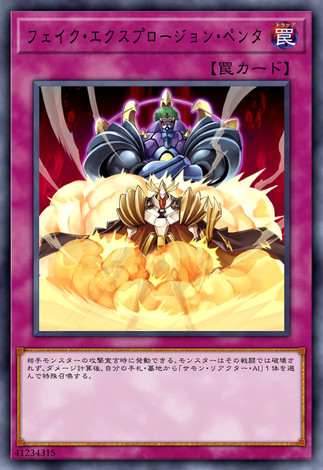 フェイク・エクスプロージョン・ペンタ
トラップ
罠
【罠カード】
相手モンスターの攻撃宣言時に発動できる。モンスターはその戦闘では破壊さ
れず、ダメージ計算後、自分の手札・墓地から「サモン・リアクター・AI」１体を選
んで特殊召喚する。
41234315